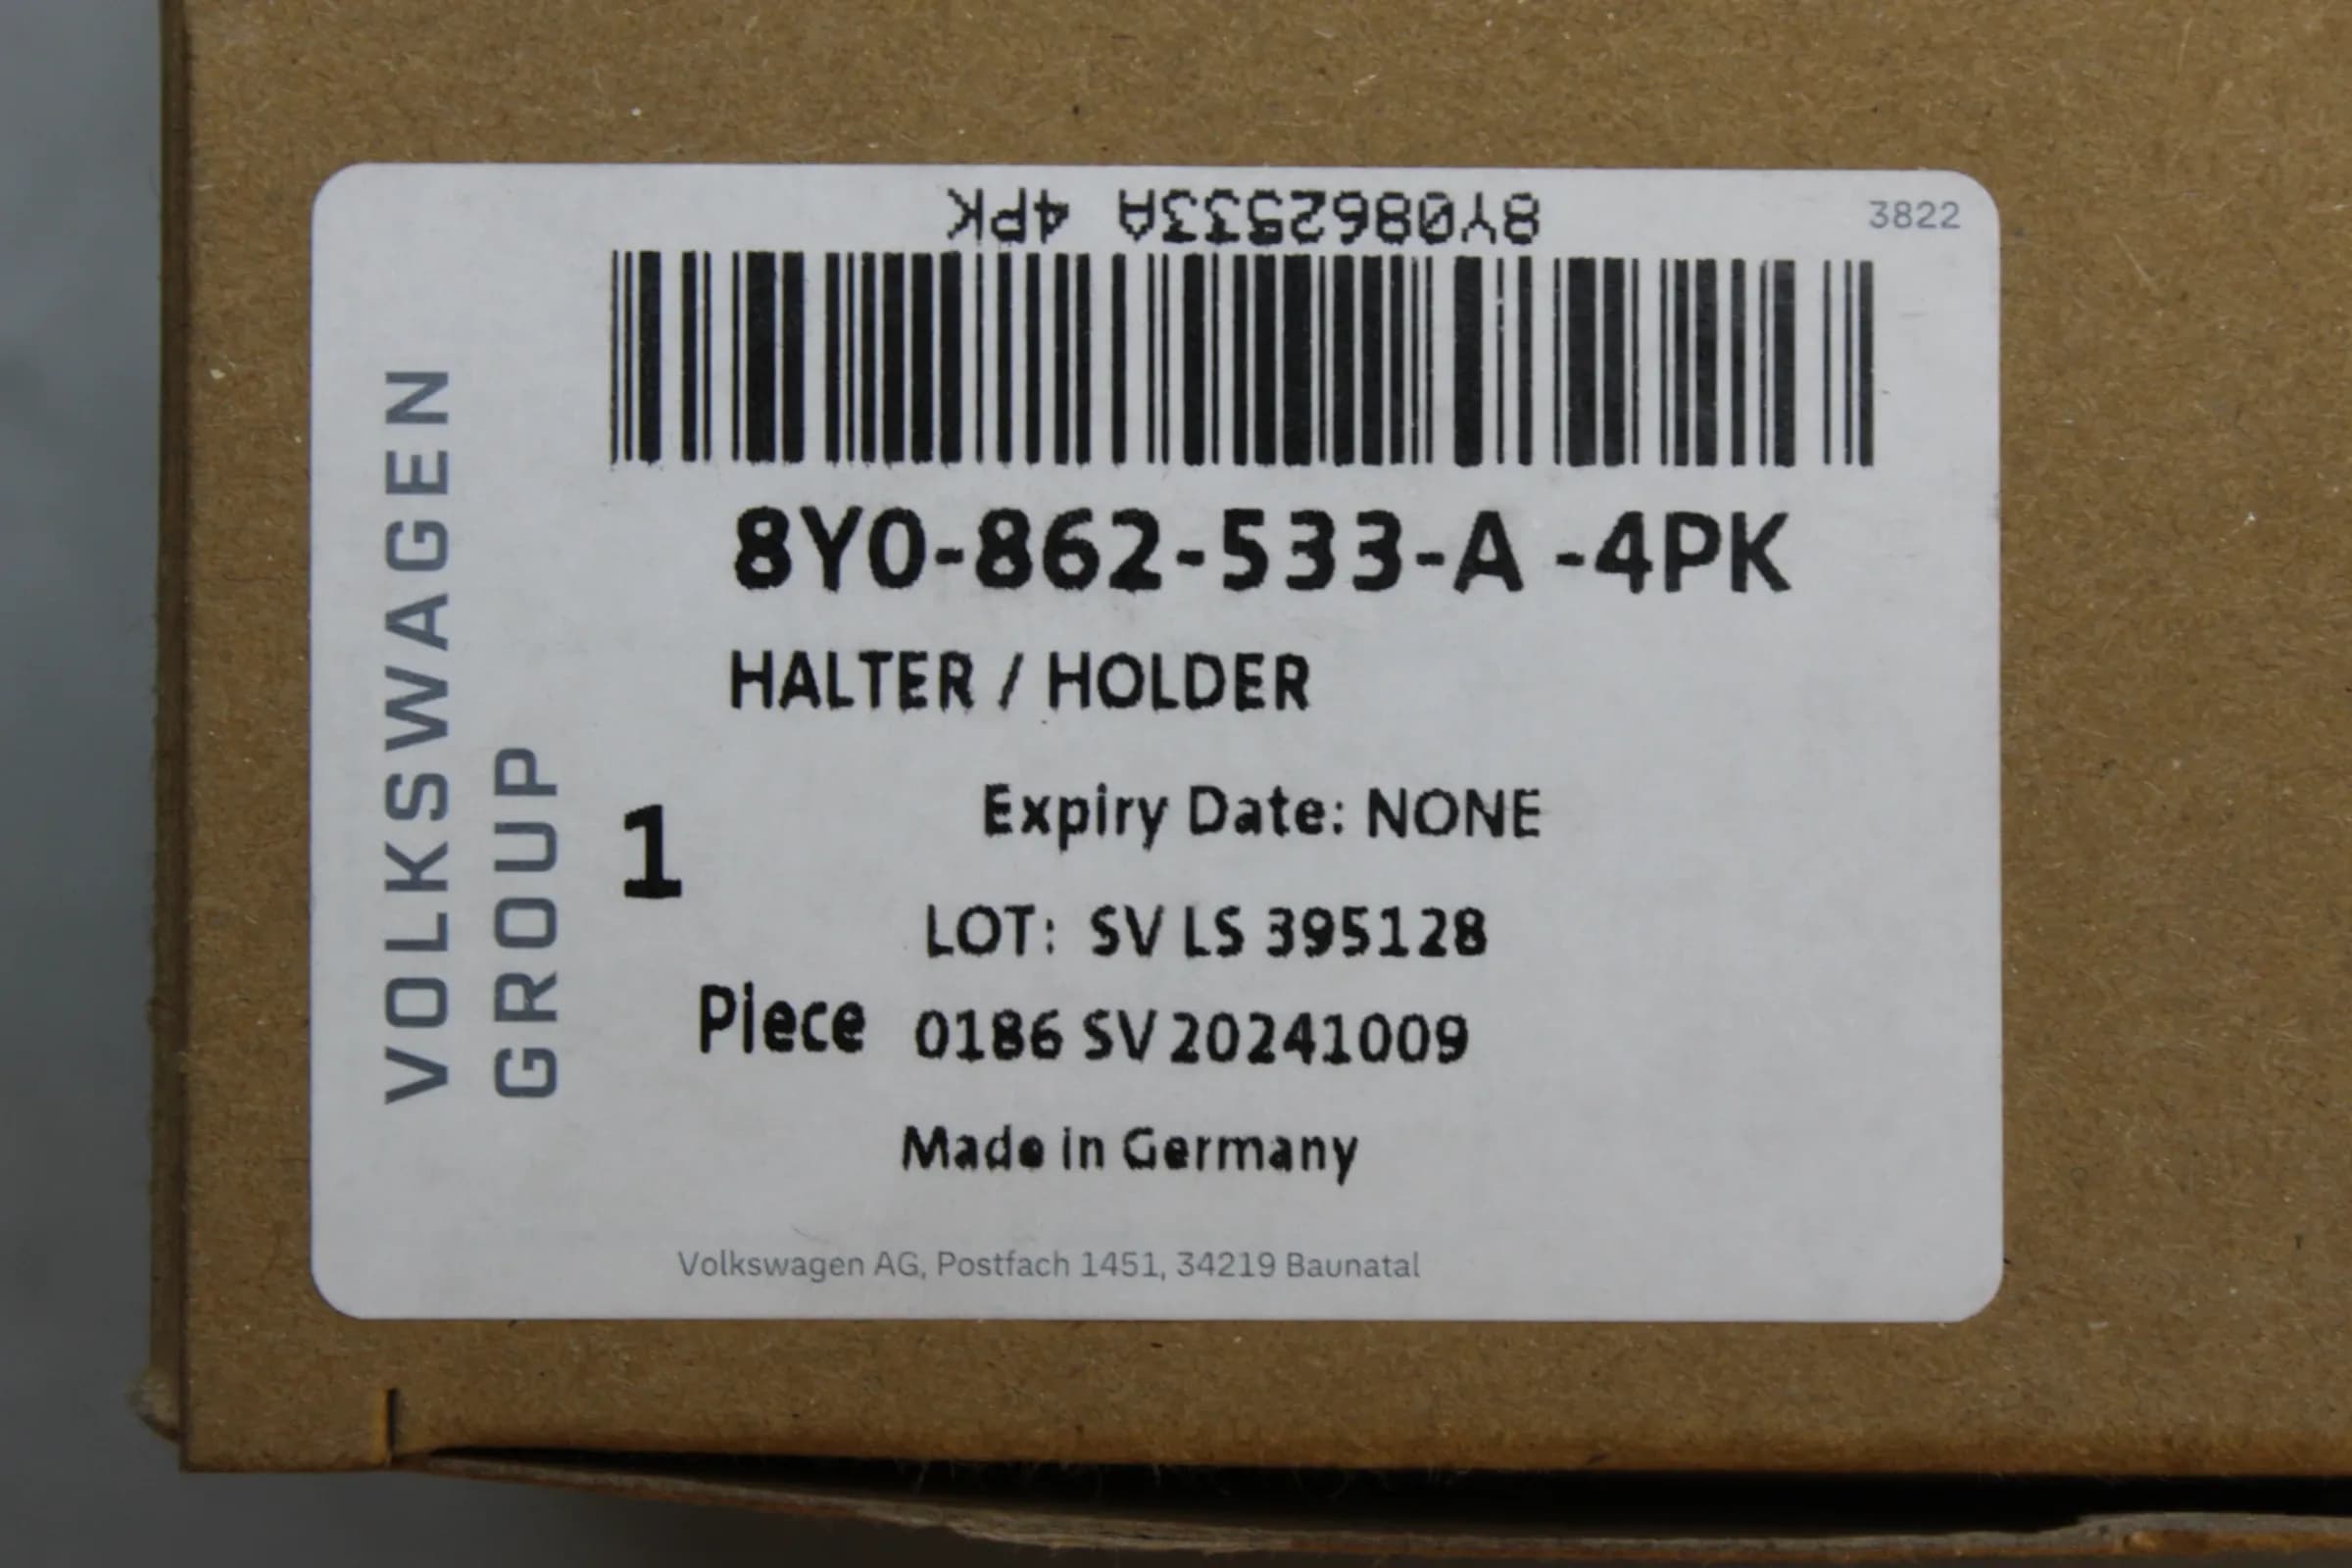 8Y0862533A 4PK
3822
8Y0-862-533-A -4PK
HALTER / HOLDER
VOLKSWAGEN
GROUP
1
Piece
Expiry Date: NONE
LOT: SV LS 395128
0186 SV 20241009
Made in Germany
Volkswagen AG, Postfach 1451, 34219 Baunatal